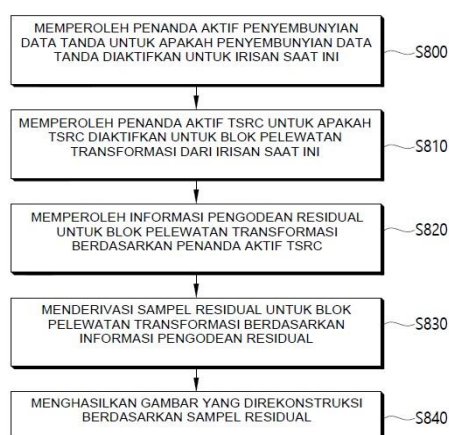 MEMPEROLEH PENANDA AKTIF PENYEMBUNYIAN
DATA TANDA UNTUK APAKAH PENYEMBUNYIAN DATA
TANDA DIAKTIFKAN UNTUK IRISAN SAAT INI
S800
MEMPEROLEH PENANDA AKTIF TSRC UNTUK APAKAH
TSRC DIAKTIFKAN UNTUK BLOK PELEWATAN
TRANSFORMASI DARI IRISAN SAAT INI
S810
MEMPEROLEH INFORMASI PENGODEAN RESIDUAL
UNTUK BLOK PELEWATAN TRANSFORMASI
BERDASARKAN PENANDA AKTIF TSRC
S820
MENDERIVASI SAMPEL RESIDUAL UNTUK BLOK
PELEWATAN TRANSFORMASI BERDASARKAN
INFORMASI PENGODEAN RESIDUAL
S830
MENGHASILKAN GAMBAR YANG DIREKONSTRUKSI
BERDASARKAN SAMPEL RESIDUAL
S840